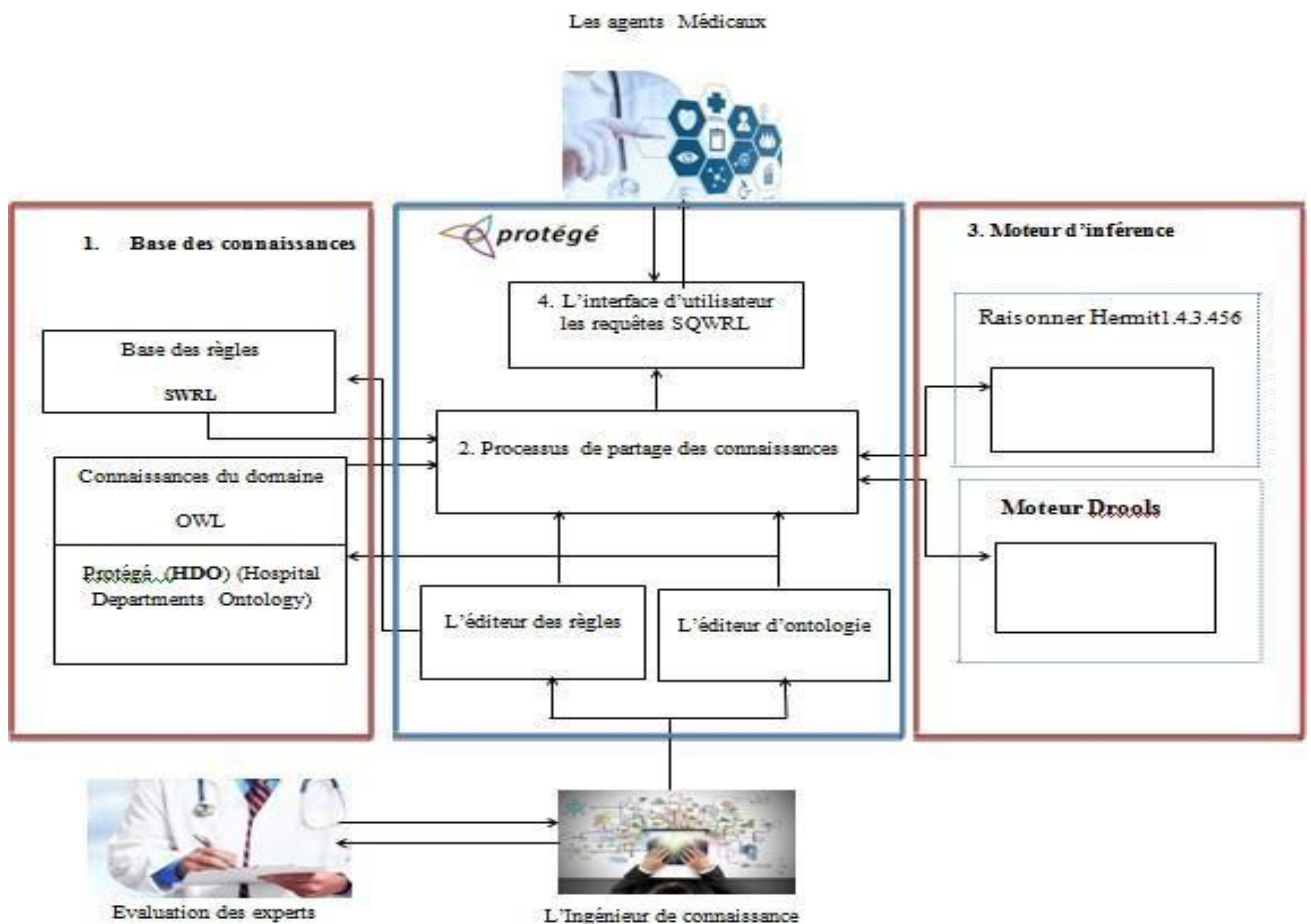 Les agents Médicaux
1. Base des connaissances
Base des règles
SWRL
Connaissances du domaine
OWL
Protégé (HDO) (Hospital
Departments Ontology)
protégé
4. L'interface d'utilisateur
les requêtes SQWRL
2. Processus de partage des connaissances
L'éditeur des règles
L'éditeur d'ontologie
3. Moteur d'inférence
Raisonner Hermit1.4.3.456
Moteur Drools
Evaluation des experts
L'Ingénieur de connaissance